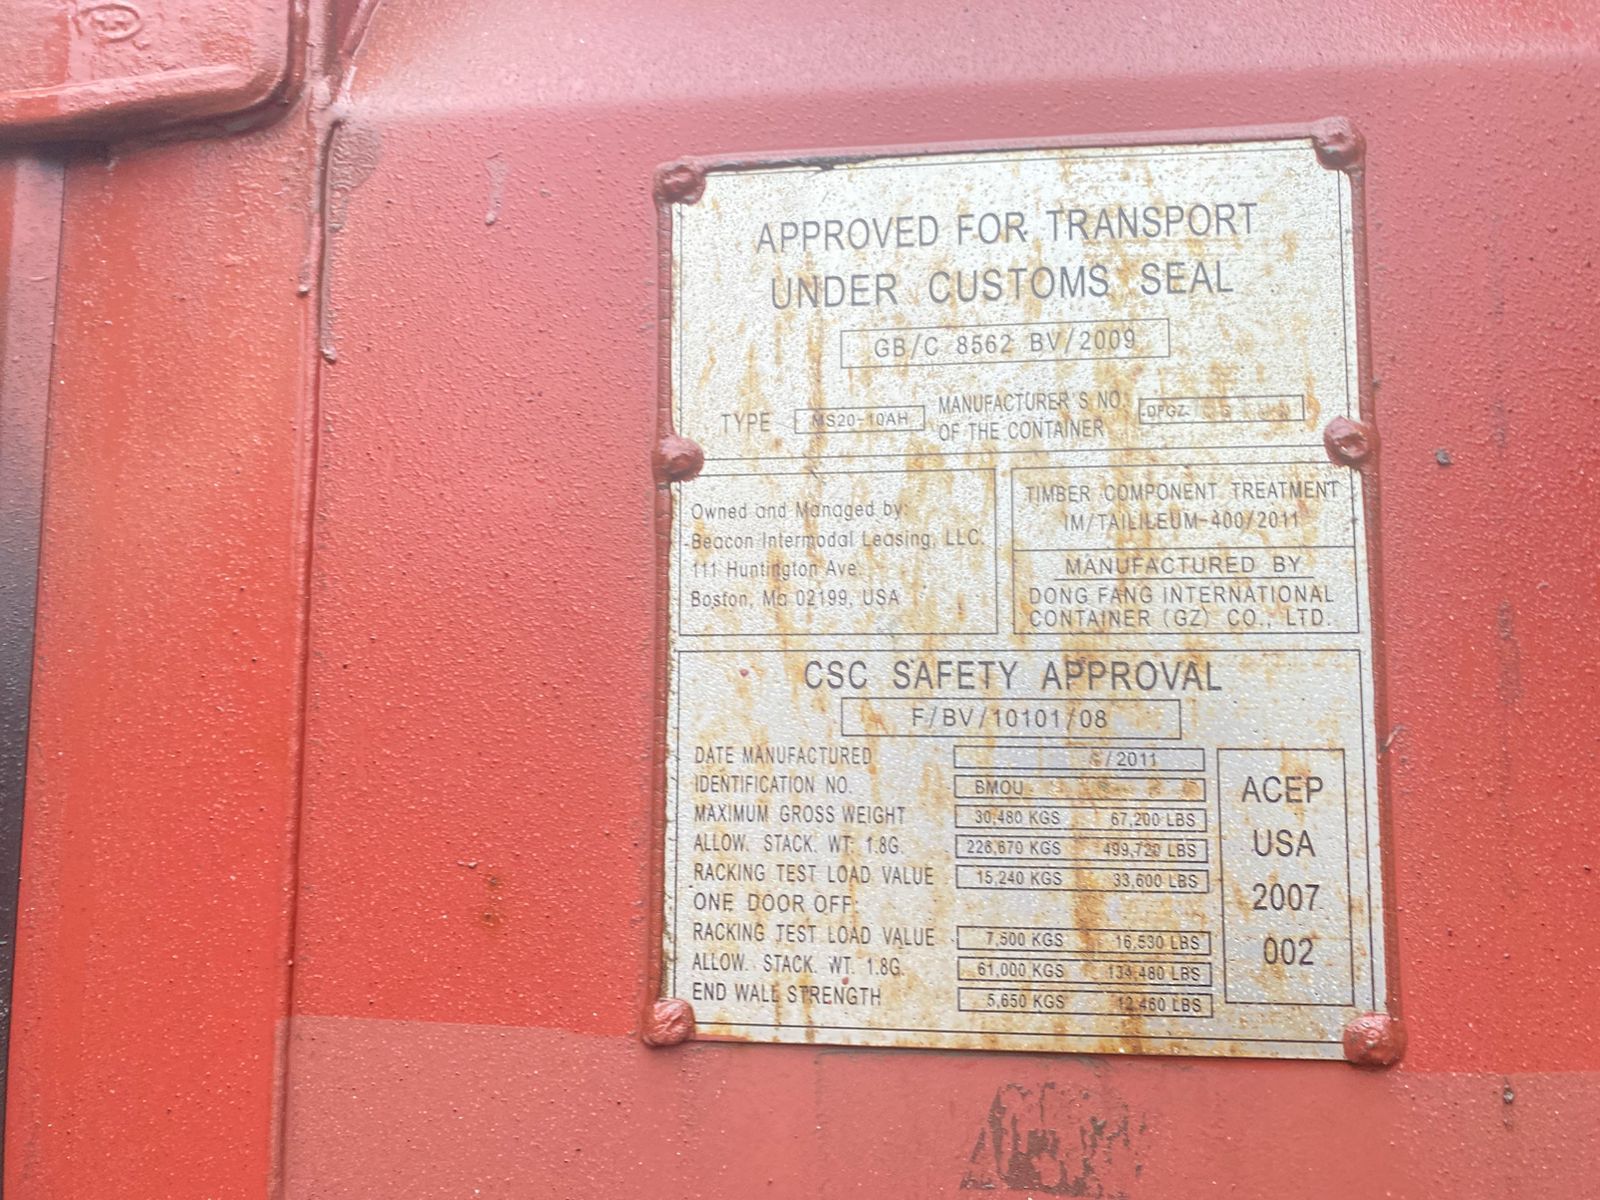 APPROVED FOR TRANSPORT
UNDER CUSTOMS SEAL
GB/C 8562 BV/2009
TYPE MS20-10AH
MANUFACTURER'S NO.
OF THE CONTAINER
DFGZ
Owned and Managed by:
Beacon Intermodal Leasing, LLC.
111 Huntington Ave.
Boston, Ma 02199, USA
TIMBER COMPONENT TREATMENT
IM/TAILILEUM-400/2011
MANUFACTURED BY
DONG FANG INTERNATIONAL
CONTAINER (GZ) CO., LTD.
CSC SAFETY APPROVAL
F/BV/10101/08
DATE MANUFACTURED /2011
IDENTIFICATION NO. BMOU
MAXIMUM GROSS WEIGHT 30,480 KGS 67,200 LBS
ALLOW. STACK. WT. 1.8G. 226,670 KGS 499,720 LBS
RACKING TEST LOAD VALUE 15,240 KGS 33,600 LBS
ONE DOOR OFF:
RACKING TEST LOAD VALUE 7,500 KGS 16,530 LBS
ALLOW. STACK. WT. 1.8G. 61,000 KGS 134,480 LBS
END WALL STRENGTH 5,650 KGS 12,460 LBS
ACEP
USA
2007
002